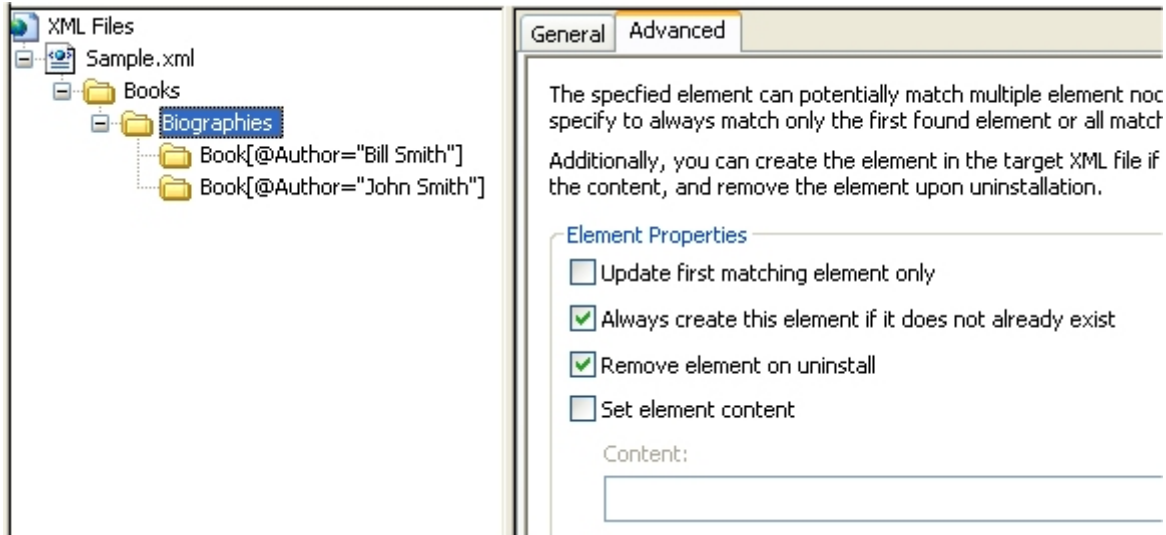 XML Files
Sample.xml
Books
Biographies
Book[@Author="Bill Smith"]
Book[@Author="John Smith"]
General
Advanced
The specfied element can potentially match multiple element
specify to always match only the first found element or all
Additionally, you can create the element in the target XML file if
the content, and remove the element upon uninstallation.
Element Properties
Update first matching element only
Always create this element if it does not already exist
Remove element on uninstall
Set element content
Content: